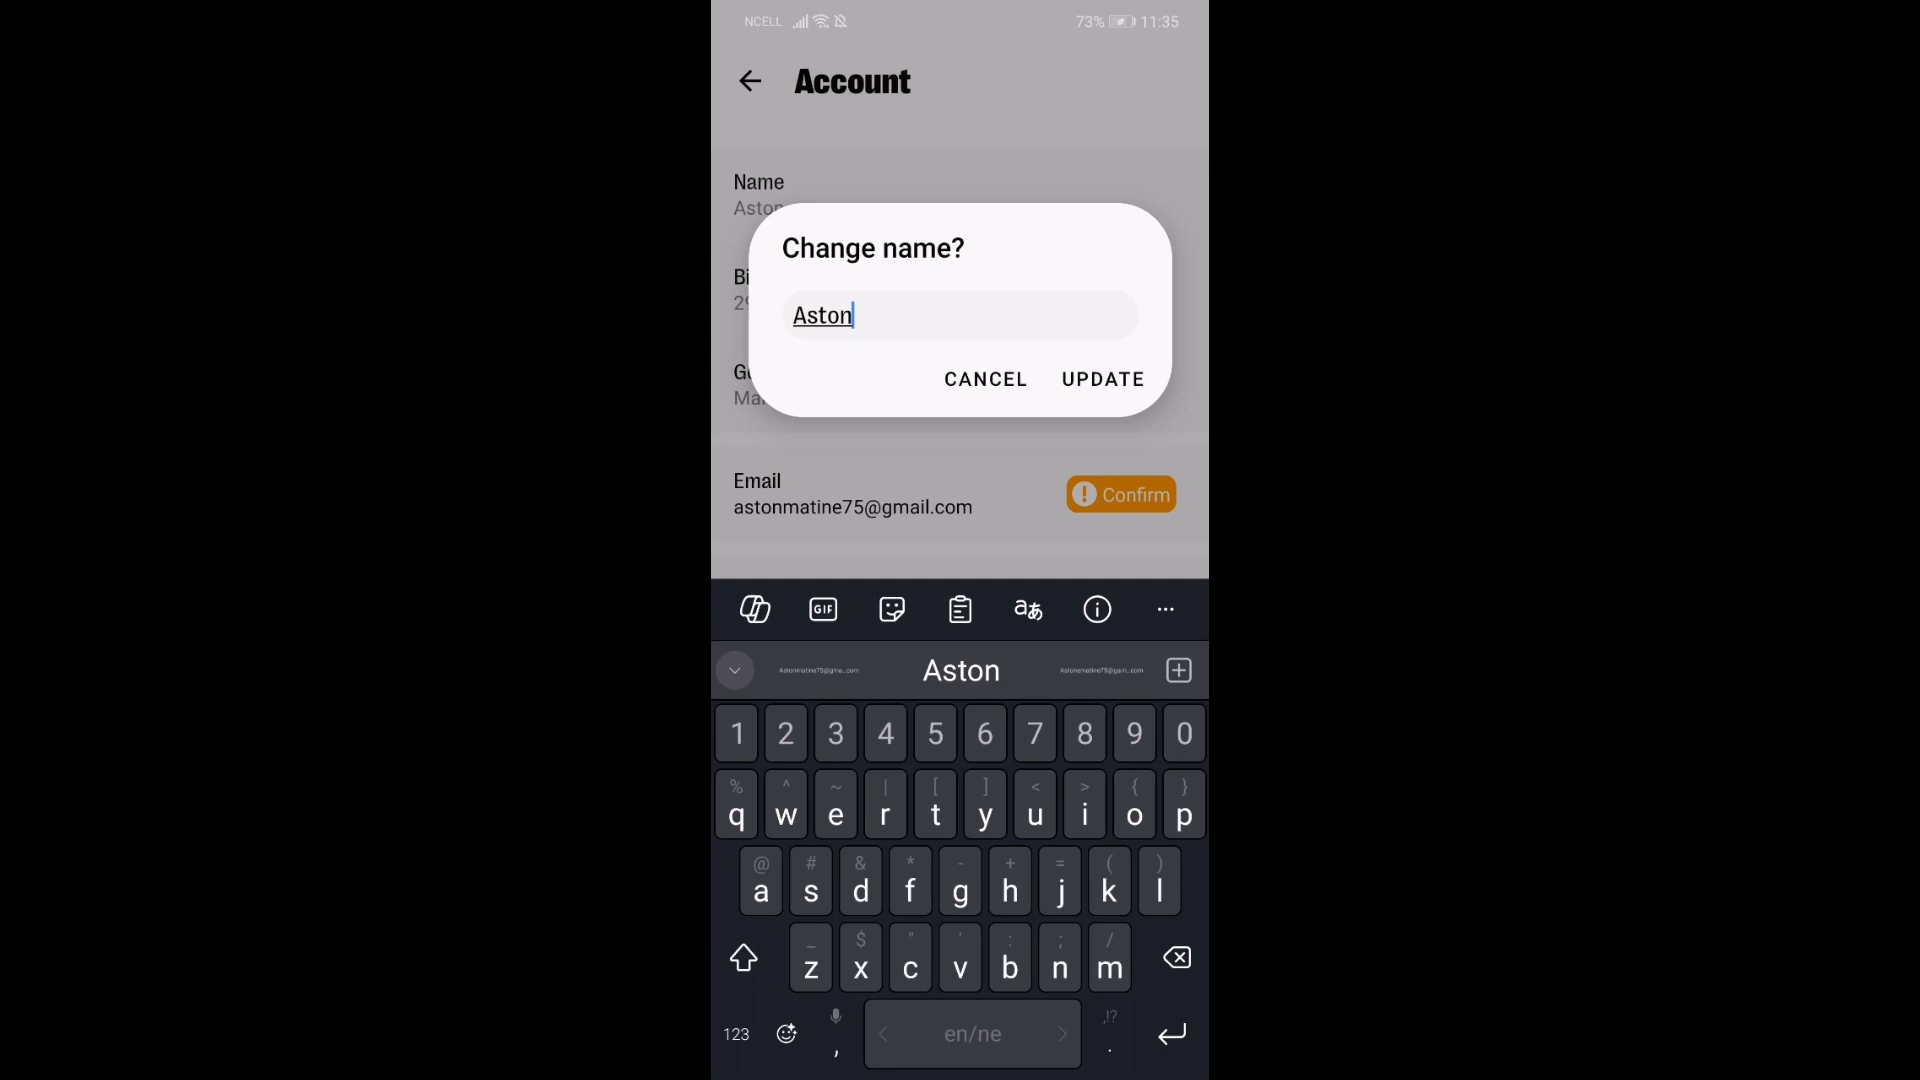 NCELL 73% 11:35
Account
Name
Aston
Change name?
Aston
CANCEL UPDATE
Email
astonmatine75@gmail.com
Confirm
GIF
Aston
1 2 3 4 5 6 7 8 9 0
% ^ ~ | [ ] < > { }
q w e r t y u i o p
@ # & * - + = ( )
a s d f g h j k l
_ $ " ' : ; /
z x c v b n m
123 , en/ne ,!? .